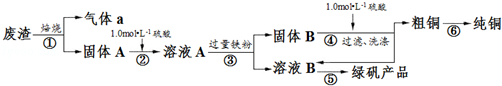 1.0mol•L⁻¹硫酸
气体 a
废渣 焙烧 ① 1.0mol•L⁻¹硫酸 固体 B ④ 过滤、洗涤 粗铜 ⑥ 纯铜
固体 A ② 溶液 A 过量铁粉 ③
溶液 B ⑤ 绿矾产品